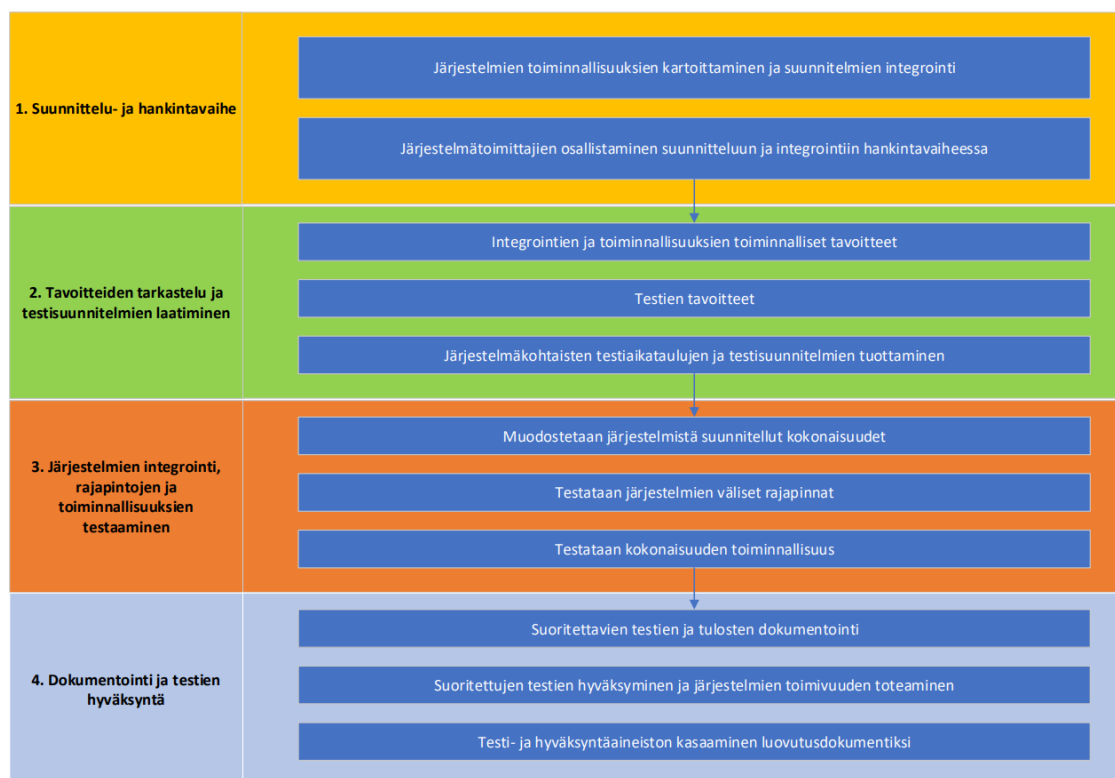 1. Suunnittelu- ja hankintavaihe
Järjestelmien toiminnallisuuksien kartoittaminen ja suunnitelmien integrointi
Järjestelmätoimittajien osallistaminen suunnitteluun ja integrointiin hankintavaiheessa
2. Tavoitteiden tarkastelu ja
testisuunnitelmien laatiminen
Integrointien ja toiminnallisuuksien toiminnalliset tavoitteet
Testien tavoitteet
Järjestelmäkohtaisten testiaikataulujen ja testisuunnitelmien tuottaminen
3. Järjestelmien integrointi,
rajapintojen ja
toiminnallisuuksien
testaaminen
Muodostetaan järjestelmistä suunnitellut kokonaisuudet
Testataan järjestelmien väliset rajapinnat
Testataan kokonaisuuden toiminnallisuus
4. Dokumentointi ja testien
hyväksyntä
Suoritettavien testien ja tulosten dokumentointi
Suoritettujen testien hyväksyminen ja järjestelmien toimivuuden toteaminen
Testi- ja hyväksyntäaineiston kasaaminen luovutusdokumentiksi